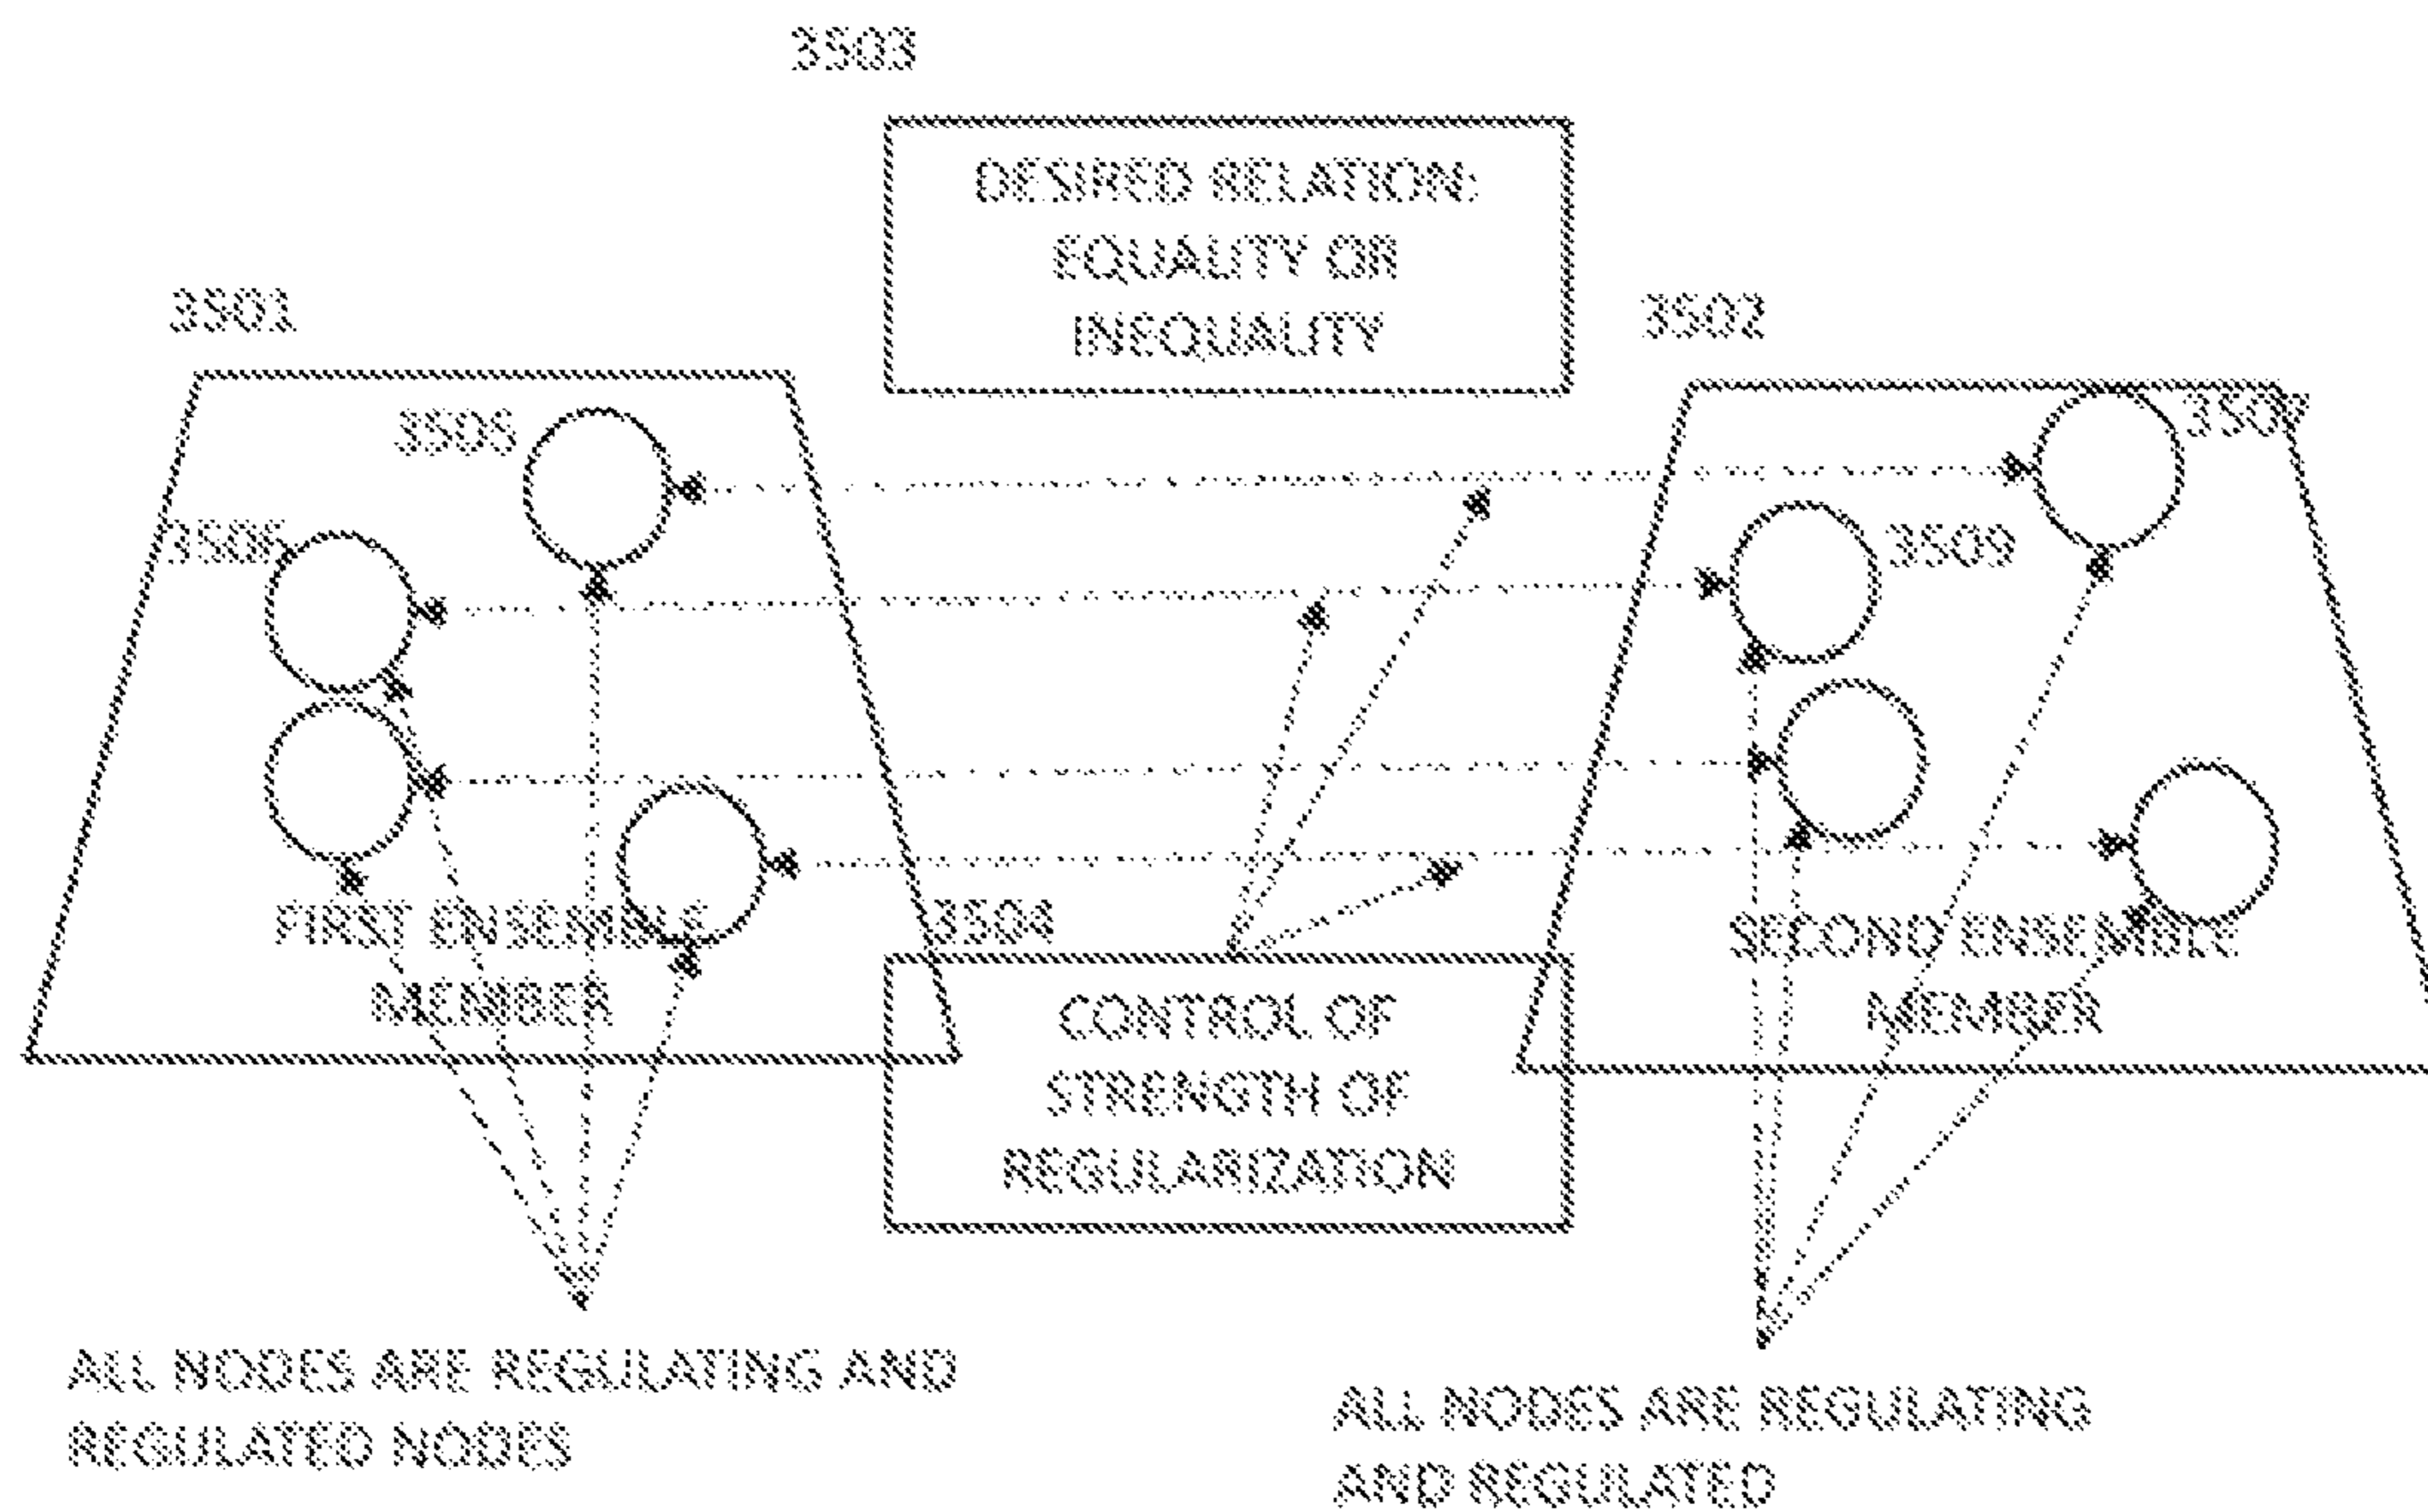 3503
DESIRED RELATION:
EQUALITY OR
INEQUALITY
3501
3502
3505
3507
3506
3509
FIRST ENSEMBLE
MEMBER
3504
SECOND ENSEMBLE
MEMBER
CONTROL OF
STRENGTH OF
REGULARIZATION
ALL NODES ARE REGULATING AND
REGULATED NODES
ALL NODES ARE REGULATING
AND REGULATED